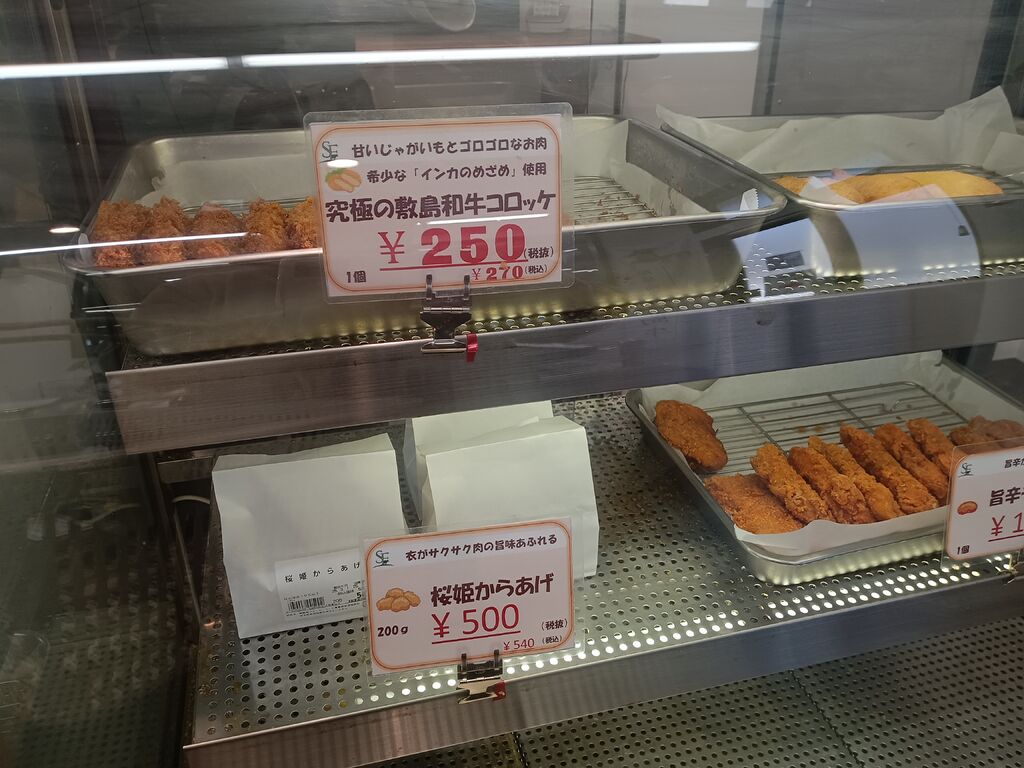 甘いじゃがいもとゴロゴロなお肉
希少な「インカのめざめ」使用
究極の敷島和牛コロッケ
¥250(税抜)
1個 ¥270(税込)
衣がサクサク肉の旨味あふれる
桜姫からあげ
200g ¥500(税抜)
¥540(税込)
桜姫からあげ
旨辛
¥1
1個